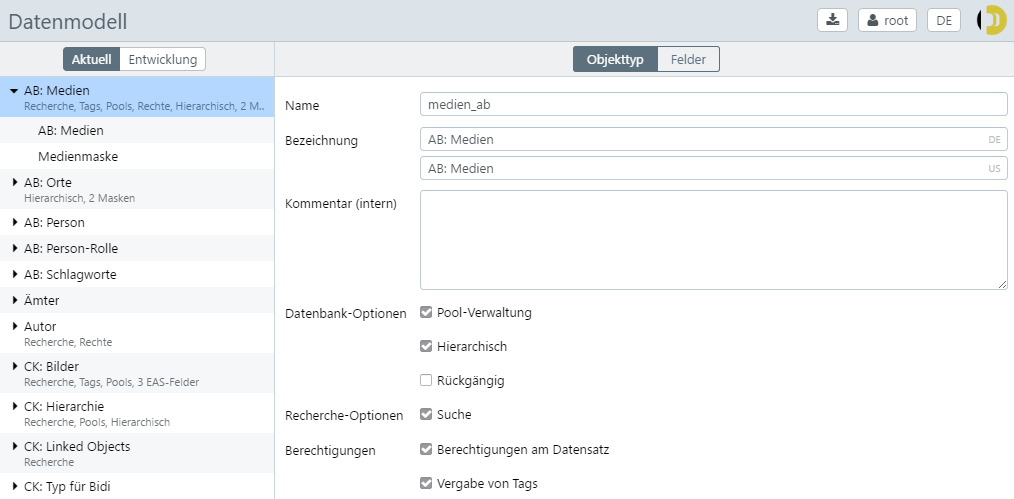 Datenmodell
root
DE
Aktuell
Entwicklung
Objekttyp
Felder
AB: Medien
Recherche, Tags, Pools, Rechte, Hierarchisch, 2 M..
AB: Medien
Medienmaske
AB: Orte
Hierarchisch, 2 Masken
AB: Person
AB: Person-Rolle
AB: Schlagworte
Ämter
Autor
Recherche, Rechte
CK: Bilder
Recherche, Tags, Pools, 3 EAS-Felder
CK: Hierarchie
Recherche, Pools, Hierarchisch
CK: Linked Objects
Recherche
CK: Typ für Bidi
Name
medien_ab
Bezeichnung
AB: Medien
DE
AB: Medien
US
Kommentar (intern)
Datenbank-Optionen
Pool-Verwaltung
Hierarchisch
Rückgängig
Recherche-Optionen
Suche
Berechtigungen
Berechtigungen am Datensatz
Vergabe von Tags